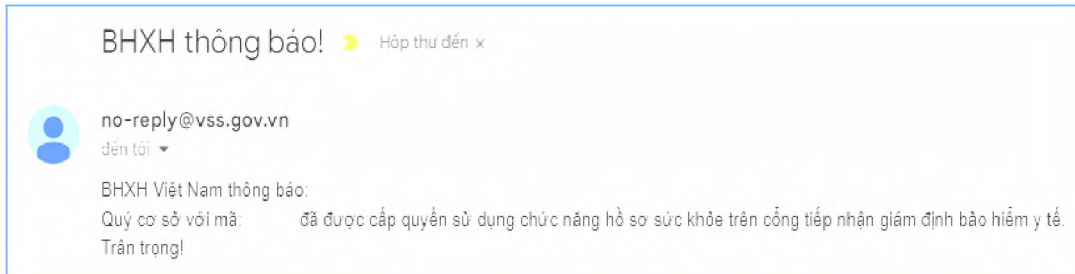 BHXH thông báo!
Hộp thư đến ×
no-reply@vss.gov.vn
đến tôi
BHXH Việt Nam thông báo:
Quý cơ sở với mã: đã được cấp quyền sử dụng chức năng hồ sơ sức khỏe trên cổng tiếp nhận giám định bảo hiểm y tế.
Trân trọng!